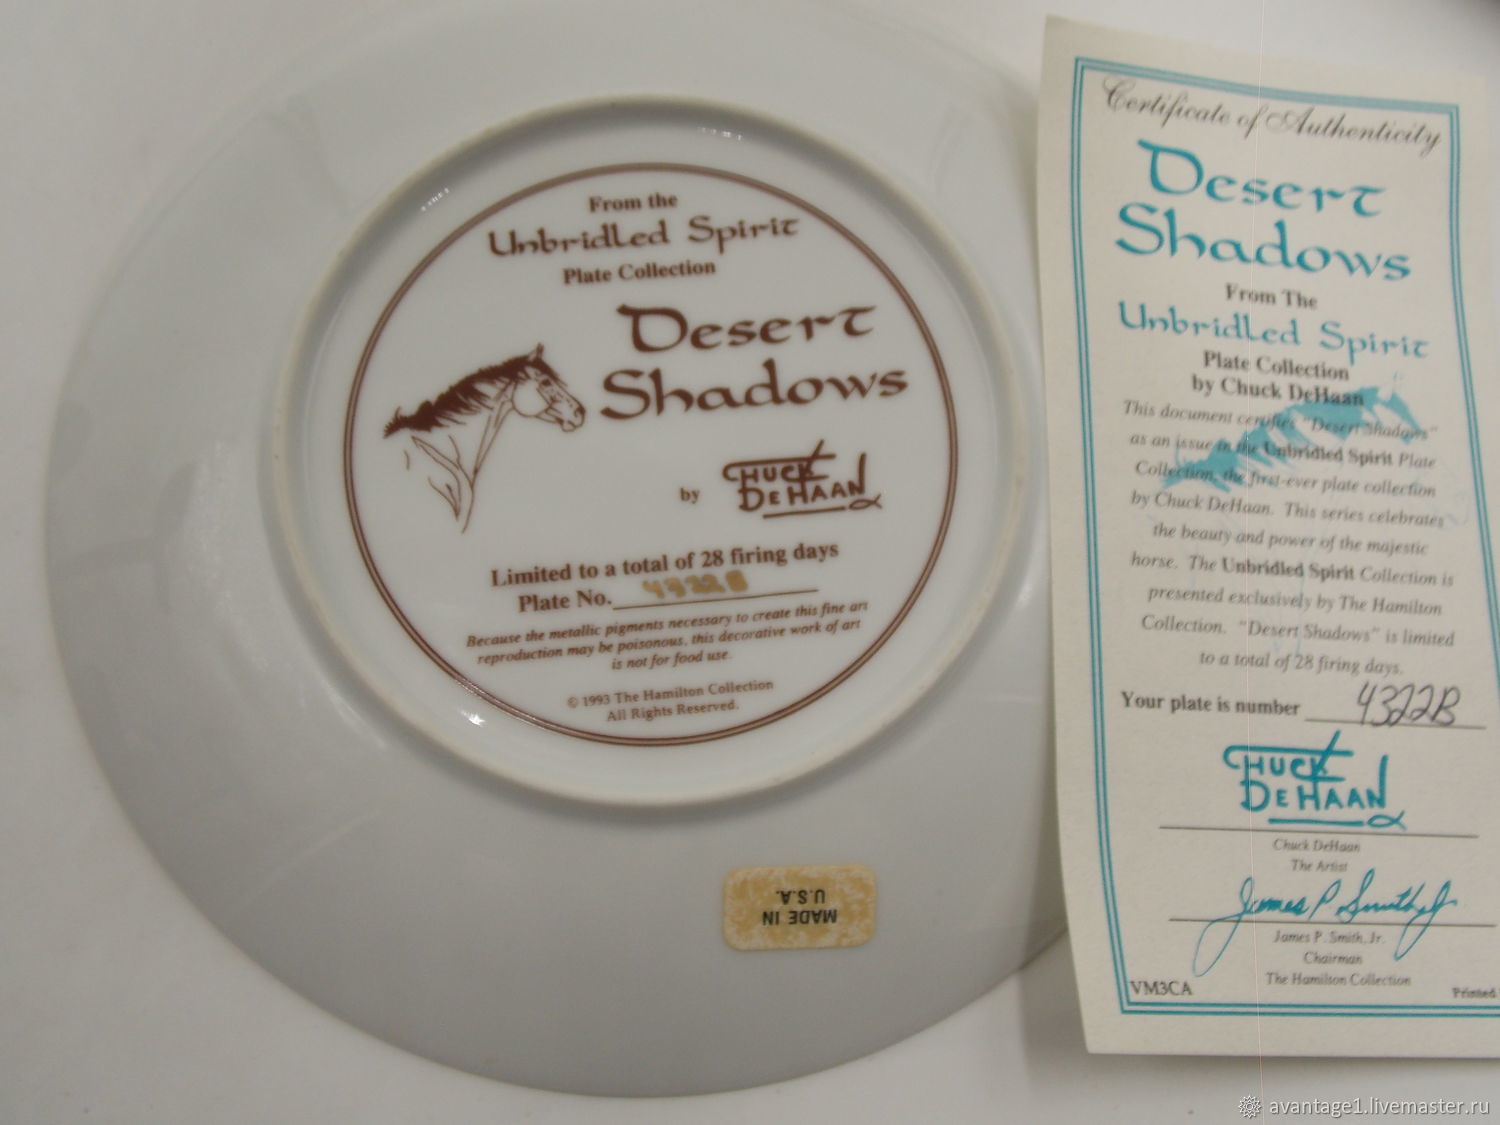 From the
Unbridled Spirit
Plate Collection
Desert
Shadows
by CHUCK
DEHAAN
Limited to a total of 28 firing days
Plate No. 4322B
Because the metallic pigments necessary to create this fine art
reproduction may be poisonous, this decorative work of art
is not for food use.
© 1993 The Hamilton Collection
All Rights Reserved.
MADE IN
U.S.A.
Certificate of Authenticity
Desert
Shadows
From The
Unbridled Spirit
Plate Collection
by Chuck DeHaan
This document certifies "Desert Shadows"
as an issue in the Unbridled Spirit Plate
Collection, the first-ever plate collection
by Chuck DeHaan. This series celebrates
the beauty and power of the majestic
horse. The Unbridled Spirit Collection is
presented exclusively by The Hamilton
Collection. "Desert Shadows" is limited
to a total of 28 firing days.
Your plate is number 4322B
CHUCK
DEHAAN
Chuck DeHaan
The Artist
James P. Smith, Jr.
James P. Smith, Jr.
Chairman
The Hamilton Collection
VM3CA
Printed
avantage1.livemaster.ru